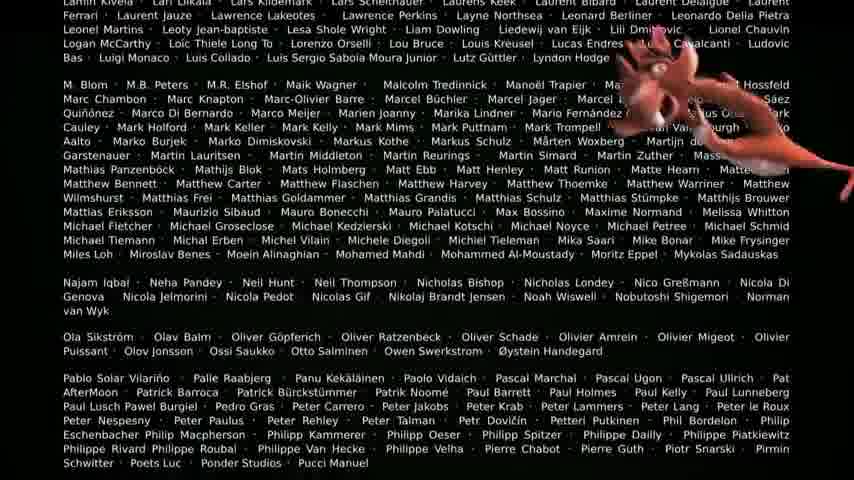 Lamin Kivela · Lari Dikala · Lars Kildemark · Lars Scheithauer · Laurens Keek · Laurent Bibard · Laurent Delaigue · Laurent
Ferrari · Laurent Jauze · Lawrence Lakeotes · Lawrence Perkins · Layne Northsea · Leonard Berliner · Leonardo Della Pietra
Leonel Martins · Leoty Jean-baptiste · Lesa Shole Wright · Liam Dowling · Liedewij van Eijk · Lili · Lionel Chauvin
Logan McCarthy · Loïc Thiele Long To · Lorenzo Orselli · Lou Bruce · Louis Kreusel · Lucas Endres · Cavalcanti · Ludovic
Bas · Luigi Monaco · Luis Collado · Luis Sergio Saboia Moura Junior · Lutz Güttler · Lyndon Hodge
M. Blom · M.B. Peters · M.R. Elshof · Maik Wagner · Malcolm Tredinnick · Manoël Trapier · Hossfeld
Marc Chambon · Marc Knapton · Marc-Olivier Barre · Marcel Büchler · Marcel Jager · Marcel · Sáez
Quiñónez · Marco Di Bernardo · Marco Meijer · Marien Joanny · Marika Lindner · Mario Fernández · Mark
Cauley · Mark Holford · Mark Keller · Mark Kelly · Mark Mims · Mark Puttnam · Mark Trompell
Aalto · Marko Burjek · Marko Dimiskovski · Markus Kothe · Markus Schulz · Mårten Woxberg · Martijn
Garstenauer · Martin Lauritsen · Martin Middleton · Martin Reurings · Martin Simard · Martin Zuther
Mathias Panzenböck · Mathijs Blok · Mats Holmberg · Matt Ebb · Matt Henley · Matt Runion · Matte Hearn
Matthew Bennett · Matthew Carter · Matthew Flaschen · Matthew Harvey · Matthew Thoemke · Matthew Warriner · Matthew
Wilmshurst · Matthias Frei · Matthias Goldammer · Matthias Grandis · Matthias Schulz · Matthias Stümpke · Matthijs Brouwer
Mattias Eriksson · Maurizio Sibaud · Mauro Bonecchi · Mauro Palatucci · Max Bossino · Maxime Normand · Melissa Whitton
Michael Fletcher · Michael Groseclose · Michael Kedzierski · Michael Kotschi · Michael Noyce · Michael Petree · Michael Schmid
Michael Tiemann · Michal Erben · Michel Vilain · Michele Diegoli · Michiel Tieleman · Mika Saari · Mike Bonar · Mike Frysinger
Miles Loh · Miroslav Benes · Moein Alinaghian · Mohamed Mahdi · Mohammed Al-Moustady · Moritz Eppel · Mykolas Sadauskas
Najam Iqbal · Neha Pandey · Neil Hunt · Neil Thompson · Nicholas Bishop · Nicholas Londey · Nico Greßmann · Nicola Di
Genova · Nicola Jelmorini · Nicola Pedot · Nicolas Gif · Nikolaj Brandt Jensen · Noah Wiswell · Nobutoshi Shigemori · Norman
van Wyk
Ola Sikström · Olav Balm · Oliver Göpferich · Oliver Ratzenbeck · Oliver Schade · Olivier Amrein · Olivier Migeot · Olivier
Puissant · Olov Jonsson · Ossi Saukko · Otto Salminen · Owen Swerkstrom · Øystein Handegard
Pablo Solar Vilariño · Palle Raabjerg · Panu Kekäläinen · Paolo Vidaich · Pascal Marchal · Pascal Ugon · Pascal Ullrich · Pat
AfterMoon · Patrick Barroca · Patrick Bürckstümmer · Patrik Noomé · Paul Barrett · Paul Holmes · Paul Kelly · Paul Lunneberg
Paul Lusch Pawel Burgiel · Pedro Gras · Peter Carrero · Peter Jakobs · Peter Krab · Peter Lammers · Peter Lang · Peter le Roux
Peter Nespesny · Peter Paulus · Peter Rehley · Peter Talman · Petr Dovičín · Petteri Putkinen · Phil Bordelon · Philip
Eschenbacher Philip Macpherson · Philipp Kammerer · Philipp Oeser · Philipp Spitzer · Philippe Dailly · Philippe Piatkiewitz
Philippe Rivard Philippe Roubal · Philippe Van Hecke · Philippe Velha · Pierre Chabot · Pierre Guth · Piotr Snarski · Pirmin
Schwitter · Poets Luc · Ponder Studios · Pucci Manuel